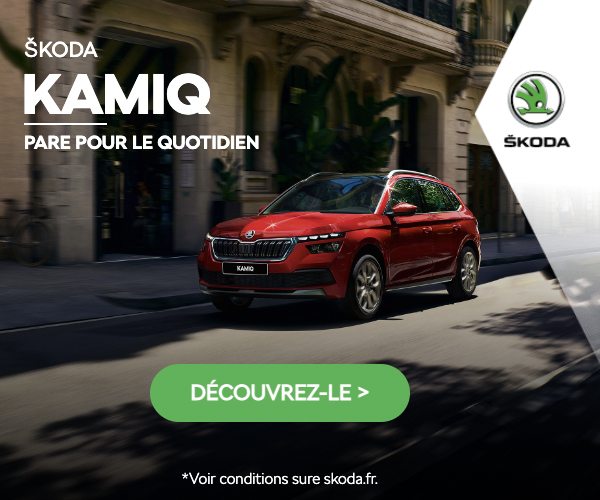 ŠKODA
KAMIQ
PARE POUR LE QUOTIDIEN
ŠKODA
KAMIQ
DÉCOUVREZ-LE >
*Voir conditions sure skoda.fr.